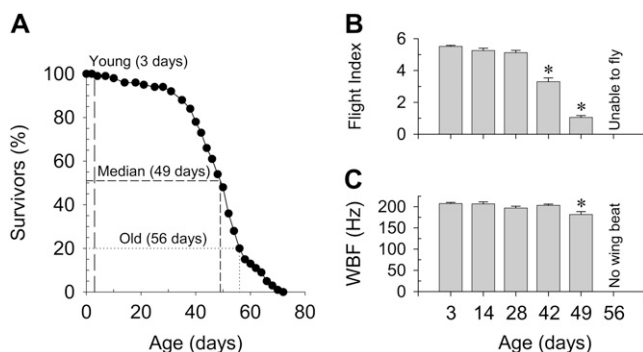 A
Young (3 days)
100
80
60
40
20
0
Survivors (%)
Median (49 days)
Old (56 days)
0 20 40 60 80
Age (days)
B
6
4
2
0
Flight Index
*
*
Unable to fly
C
200
150
100
50
0
WBF (Hz)
*
No wing beat
3 14 28 42 49 56
Age (days)